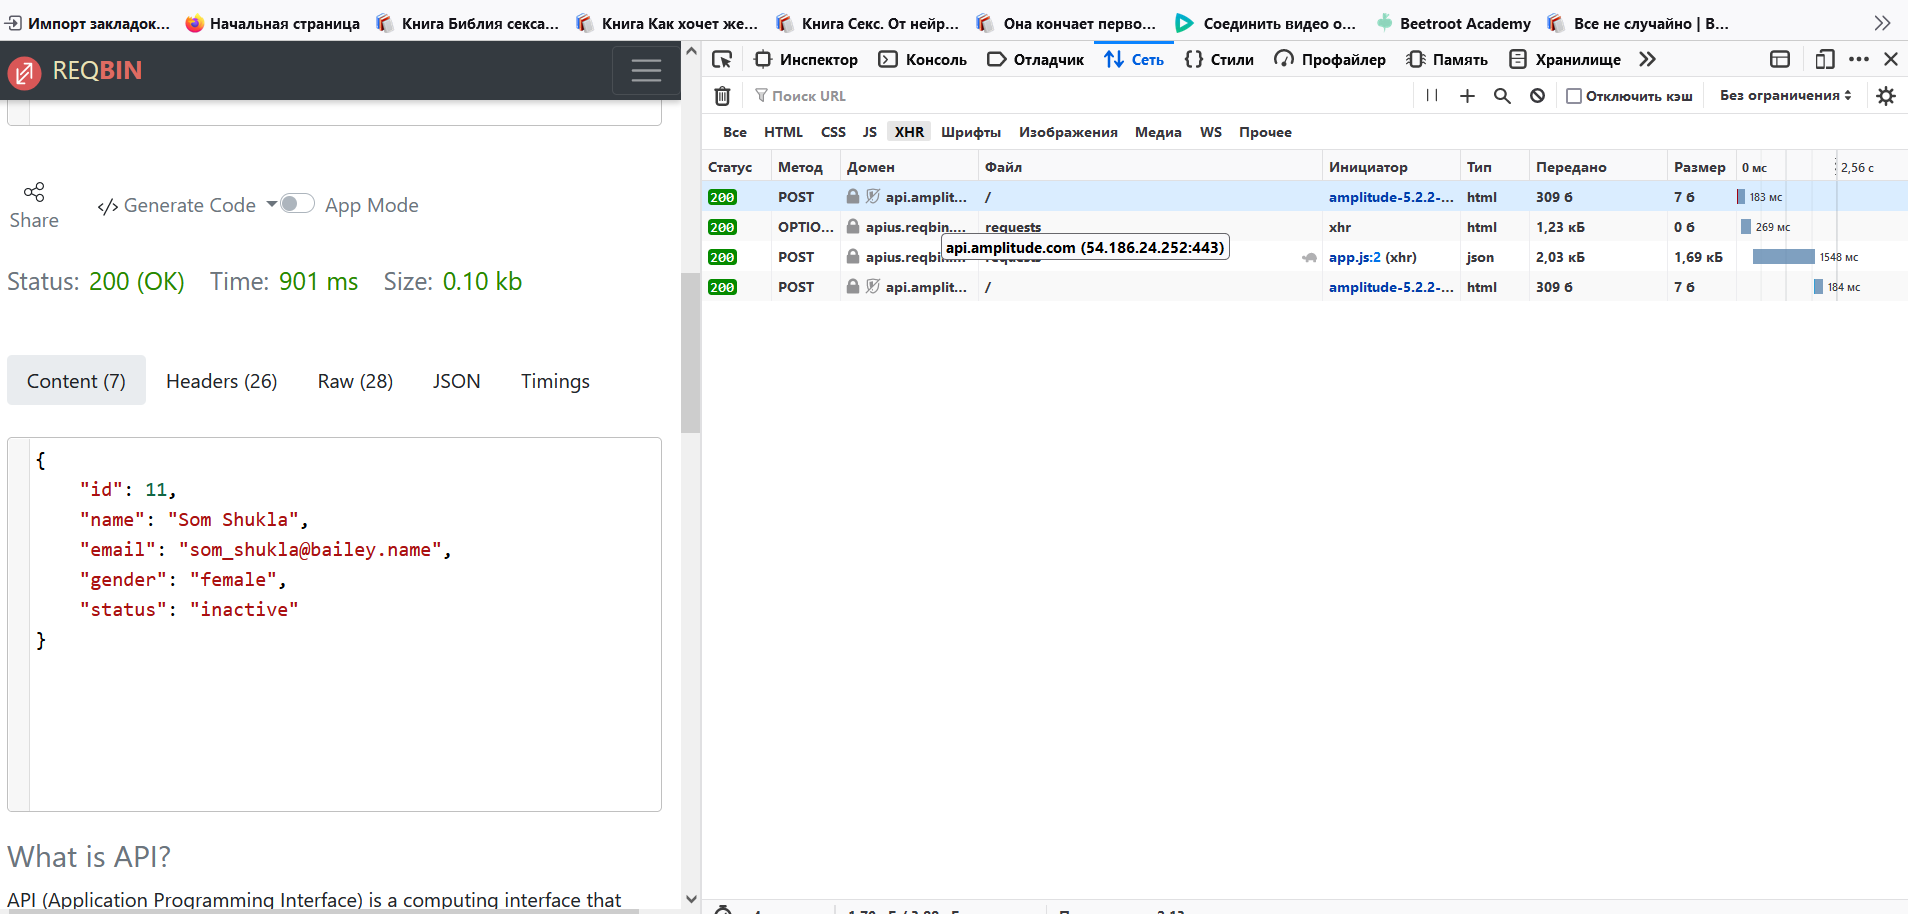 Импорт закладок... Начальная страница Книга Библия секса... Книга Как хочет же... Книга Секс. От нейр... Она кончает перво... Соединить видео о... Beetroot Academy Все не случайно | В...
REQBIN
Share
</> Generate Code App Mode
Status: 200 (OK) Time: 901 ms Size: 0.10 kb
Content (7) Headers (26) Raw (28) JSON Timings
{
"id": 11,
"name": "Som Shukla",
"email": "som_shukla@bailey.name",
"gender": "female",
"status": "inactive"
}
What is API?
API (Application Programming Interface) is a computing interface that
Инспектор Консоль Отладчик Сеть Стили Профайлер Память Хранилище
Поиск URL Отключить кэш Без ограничения
Все HTML CSS JS XHR Шрифты Изображения Медиа WS Прочее
Статус Метод Домен Файл Инициатор Тип Передано Размер 0 мс 2,56 с
200 POST api.amplit... / amplitude-5.2.2-... html 309 б 7 б 183 мс
200 OPTIO... apius.reqbin.... requests xhr html 1,23 кБ 0 б 269 мс
api.amplitude.com (54.186.24.252:443)
200 POST apius.reqbin.... requests app.js:2 (xhr) json 2,03 кБ 1,69 кБ 1548 мс
200 POST api.amplit... / amplitude-5.2.2-... html 309 б 7 б 184 мс